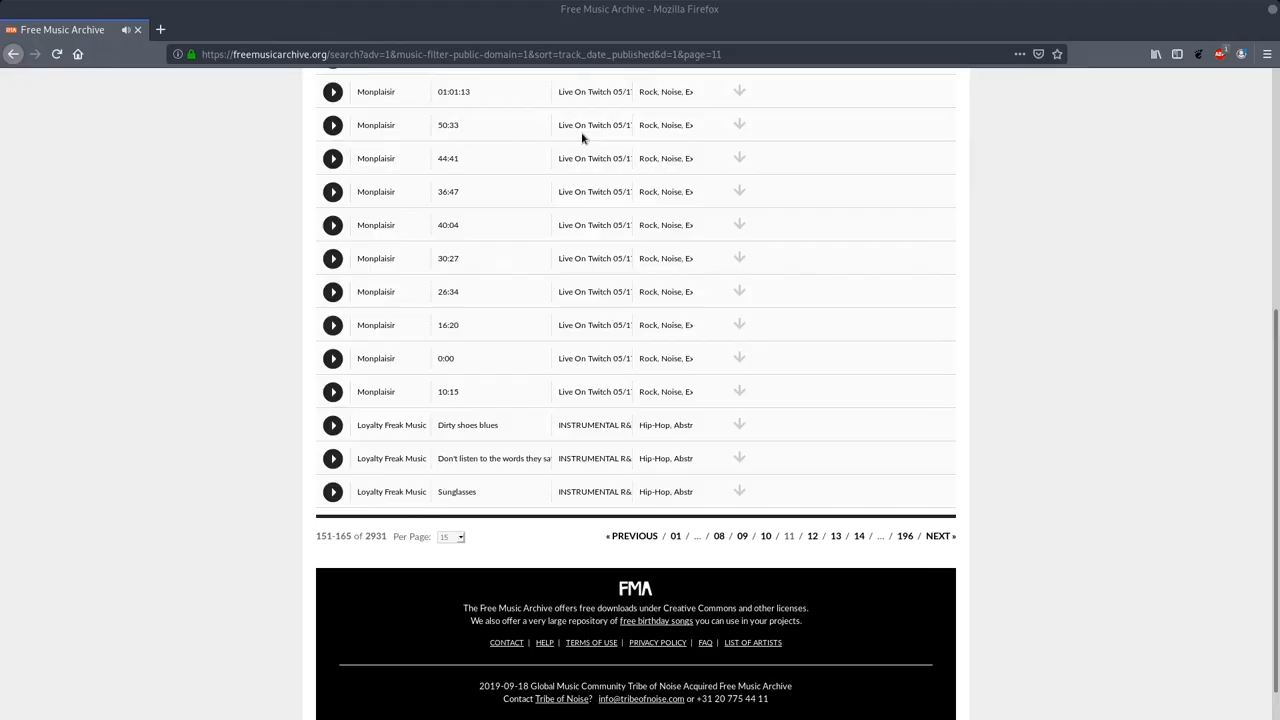 Free Music Archive - Mozilla Firefox
Free Music Archive
https://freemusicarchive.org/search?adv=1&music-filter-public-domain=1&sort=track_date_published&d=1&page=11
Monplaisir 01:01:13 Live On Twitch 05/1 Rock, Noise, E
Monplaisir 50:33 Live On Twitch 05/1 Rock, Noise, E
Monplaisir 44:41 Live On Twitch 05/1 Rock, Noise, E
Monplaisir 36:47 Live On Twitch 05/1 Rock, Noise, E
Monplaisir 40:04 Live On Twitch 05/1 Rock, Noise, E
Monplaisir 30:27 Live On Twitch 05/1 Rock, Noise, E
Monplaisir 26:34 Live On Twitch 05/1 Rock, Noise, E
Monplaisir 16:20 Live On Twitch 05/1 Rock, Noise, E
Monplaisir 0:00 Live On Twitch 05/1 Rock, Noise, E
Monplaisir 10:15 Live On Twitch 05/1 Rock, Noise, E
Loyalty Freak Music Dirty shoes blues INSTRUMENTAL R& Hip-Hop, Abstr
Loyalty Freak Music Don't listen to the words they sa INSTRUMENTAL R& Hip-Hop, Abstr
Loyalty Freak Music Sunglasses INSTRUMENTAL R& Hip-Hop, Abstr
151-165 of 2931 Per Page: 15 « PREVIOUS / 01 / ... / 08 / 09 / 10 / 11 / 12 / 13 / 14 / ... / 196 / NEXT »
FMA
The Free Music Archive offers free downloads under Creative Commons and other licenses.
We also offer a very large repository of free birthday songs you can use in your projects.
CONTACT | HELP | TERMS OF USE | PRIVACY POLICY | FAQ | LIST OF ARTISTS
2019-09-18 Global Music Community Tribe of Noise Acquired Free Music Archive
Contact Tribe of Noise? info@tribeofnoise.com or +31 20 775 44 11